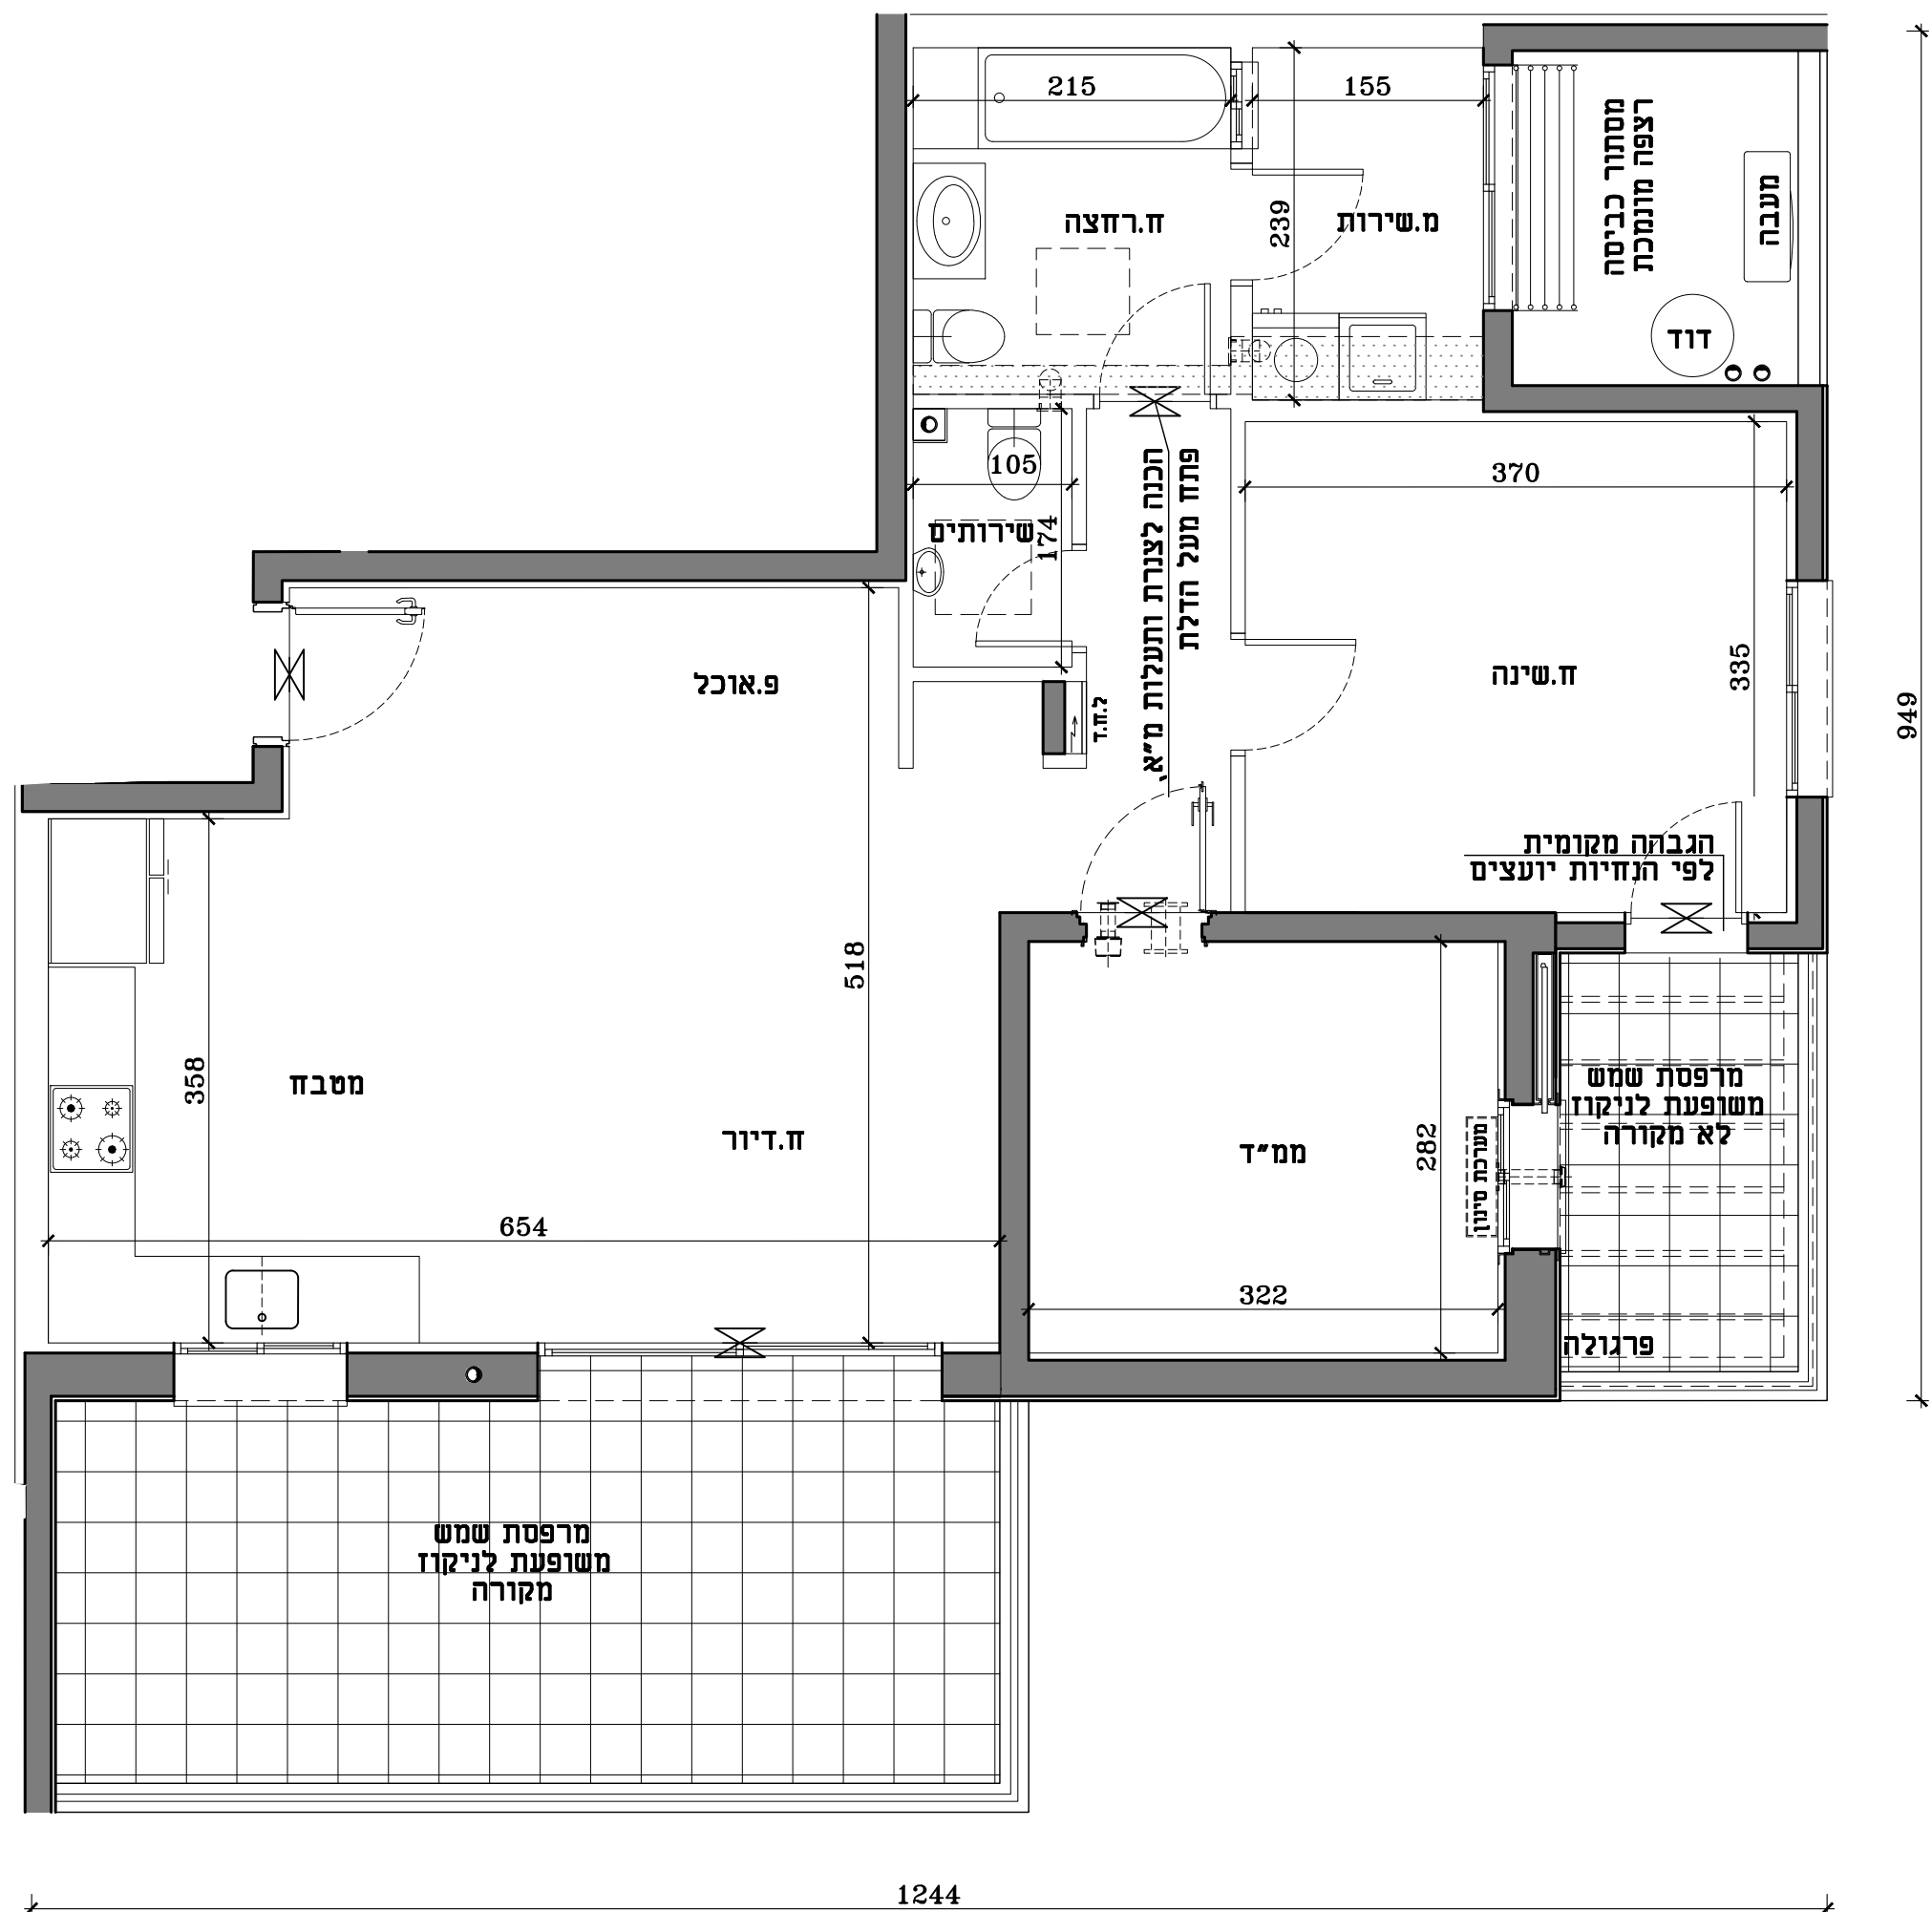 215
155
239
ח.רחצה
מ.שירות
מסתור כביסה
רצפה מונמכת
מעבה
דוד
105
174
שירותים
הכנה לצנרת ותעלות מ"א,
פתח מעל הדלת
370
335
ח.שינה
949
פ.אוכל
ל.ח.ד
הגבהה מקומית
לפי הנחיות יועצים
518
358
מטבח
ח.דיור
654
ממ"ד
282
322
מערכת סינון
מרפסת שמש
משופעת לניקוז
לא מקורה
פרגולה
מרפסת שמש
משופעת לניקוז
מקורה
1244